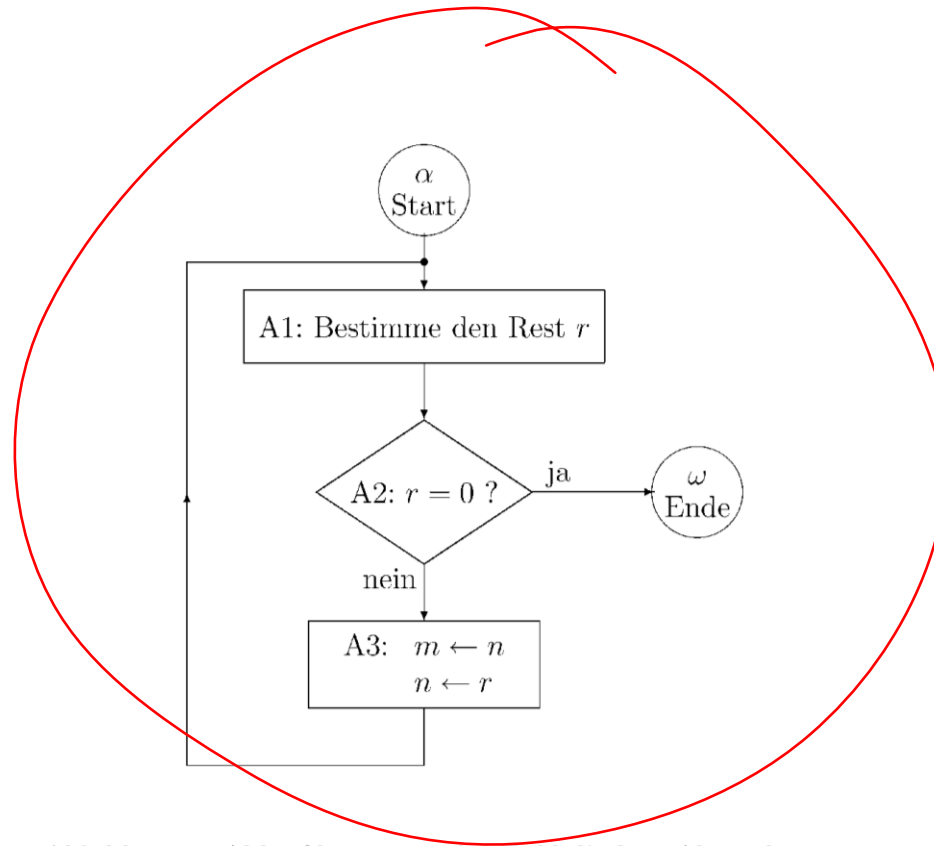 α
Start
A1: Bestimme den Rest r
A2: r = 0 ?
ja
ω
Ende
nein
A3: m ← n
n ← r